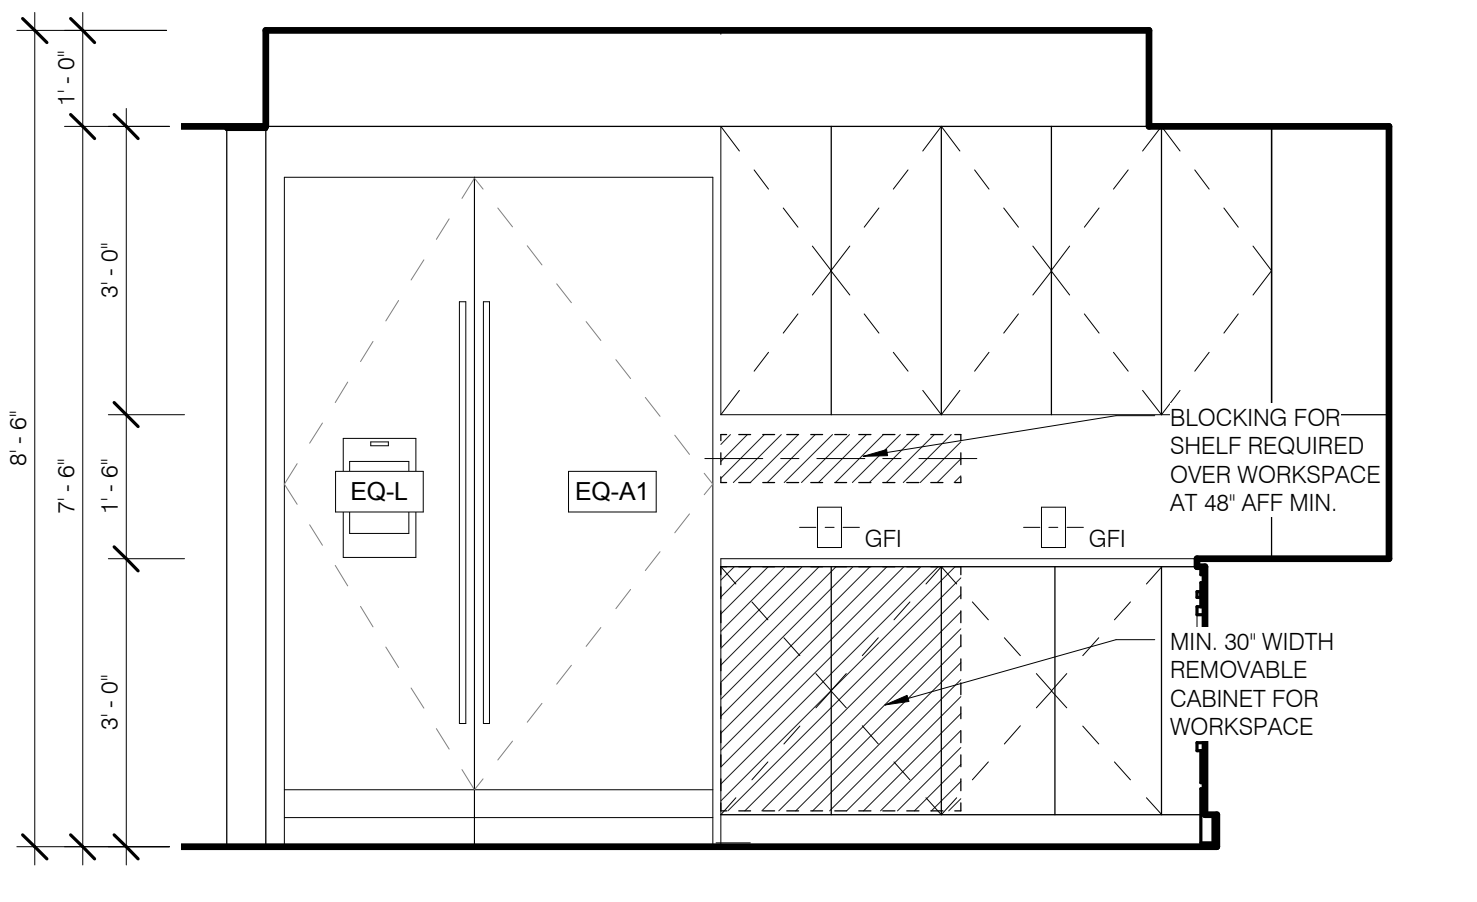 1' - 0"
3' - 0"
8' - 6"
7' - 6"
1' - 6"
3' - 0"
EQ-L
EQ-A1
BLOCKING FOR
SHELF REQUIRED
OVER WORKSPACE
AT 48" AFF MIN.
GFI
GFI
MIN. 30" WIDTH
REMOVABLE
CABINET FOR
WORKSPACE